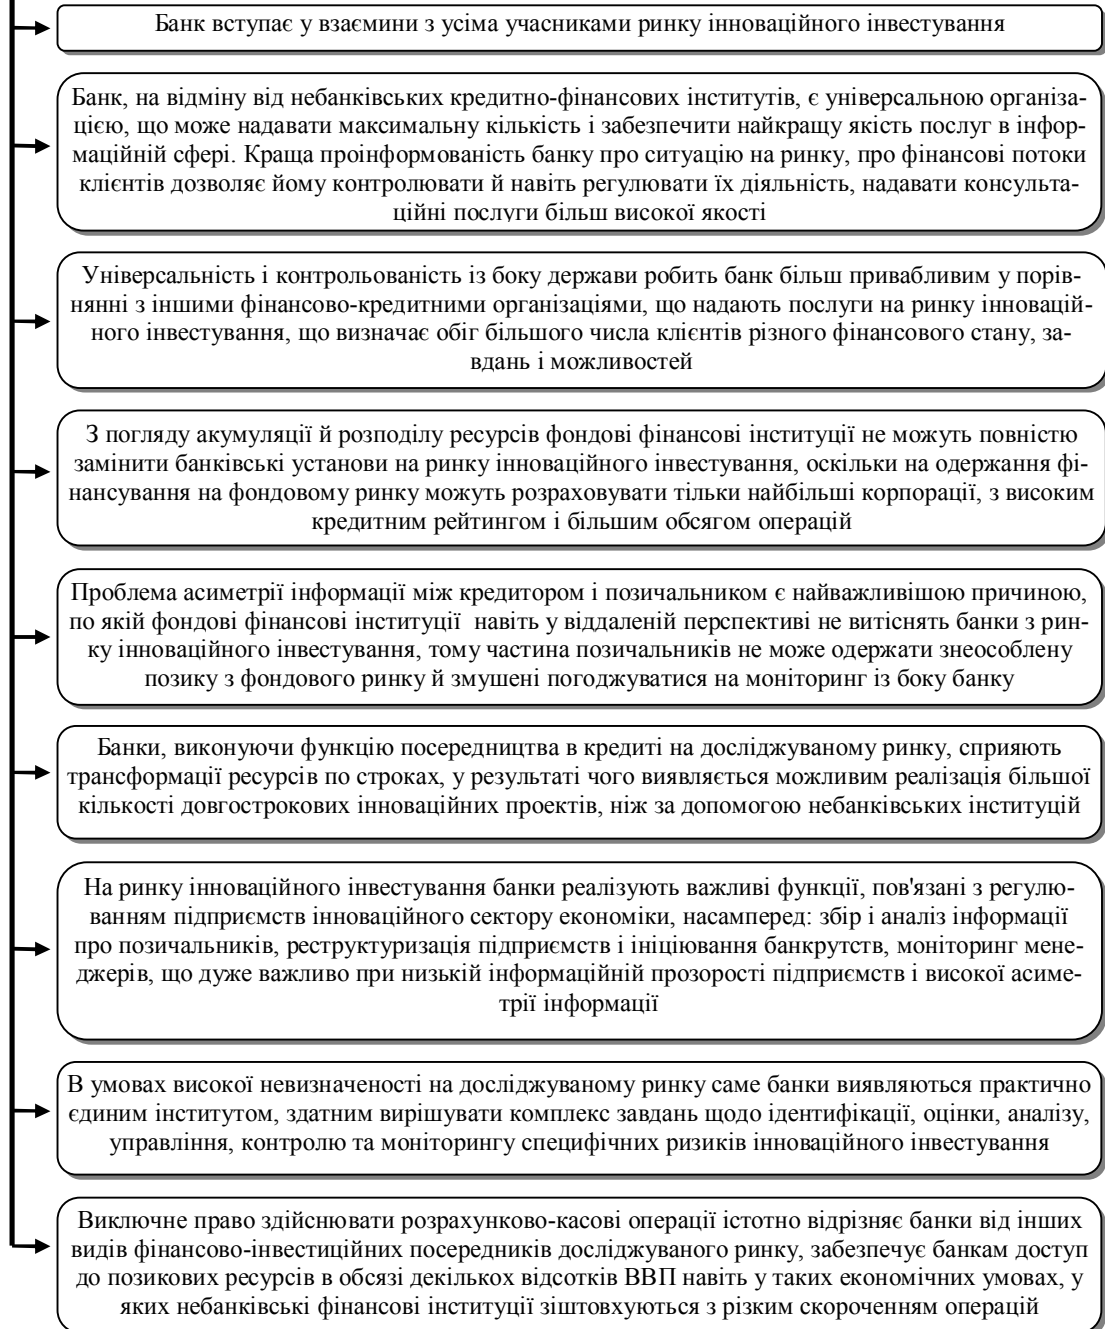 Банк вступає у взаємини з усіма учасниками ринку інноваційного інвестування
Банк, на відміну від небанківських кредитно-фінансових інститутів, є універсальною організа-
цією, що може надавати максимальну кількість і забезпечити найкращу якість послуг в інфор-
маційній сфері. Краща проінформованість банку про ситуацію на ринку, про фінансові потоки
клієнтів дозволяє йому контролювати й навіть регулювати їх діяльність, надавати консульта-
ційні послуги більш високої якості
Універсальність і контрольованість із боку держави робить банк більш привабливим у порів-
нянні з іншими фінансово-кредитними організаціями, що надають послуги на ринку інновацій-
ного інвестування, що визначає обіг більшого числа клієнтів різного фінансового стану, за-
вдань і можливостей
З погляду акумуляції й розподілу ресурсів фондові фінансові інституції не можуть повністю
замінити банківські установи на ринку інноваційного інвестування, оскільки на одержання фі-
нансування на фондовому ринку можуть розраховувати тільки найбільші корпорації, з високим
кредитним рейтингом і більшим обсягом операцій
Проблема асиметрії інформації між кредитором і позичальником є найважливішою причиною,
по якій фондові фінансові інституції навіть у віддаленій перспективі не витіснять банки з рин-
ку інноваційного інвестування, тому частина позичальників не може одержати знеособлену
позику з фондового ринку й змушені погоджуватися на моніторинг із боку банку
Банки, виконуючи функцію посередництва в кредиті на досліджуваному ринку, сприяють
трансформації ресурсів по строках, у результаті чого виявляється можливим реалізація більшої
кількості довгострокових інноваційних проектів, ніж за допомогою небанківських інституцій
На ринку інноваційного інвестування банки реалізують важливі функції, пов'язані з регулю-
ванням підприємств інноваційного сектору економіки, насамперед: збір і аналіз інформації
про позичальників, реструктуризація підприємств і ініціювання банкрутств, моніторинг мене-
джерів, що дуже важливо при низькій інформаційній прозорості підприємств і високої асиме-
трії інформації
В умовах високої невизначеності на досліджуваному ринку саме банки виявляються практично
єдиним інститутом, здатним вирішувати комплекс завдань щодо ідентифікації, оцінки, аналізу,
управління, контролю та моніторингу специфічних ризиків інноваційного інвестування
Виключне право здійснювати розрахунково-касові операції істотно відрізняє банки від інших
видів фінансово-інвестиційних посередників досліджуваного ринку, забезпечує банкам доступ
до позикових ресурсів в обсязі декількох відсотків ВВП навіть у таких економічних умовах, у
яких небанківські фінансові інституції зіштовхуються з різким скороченням операцій